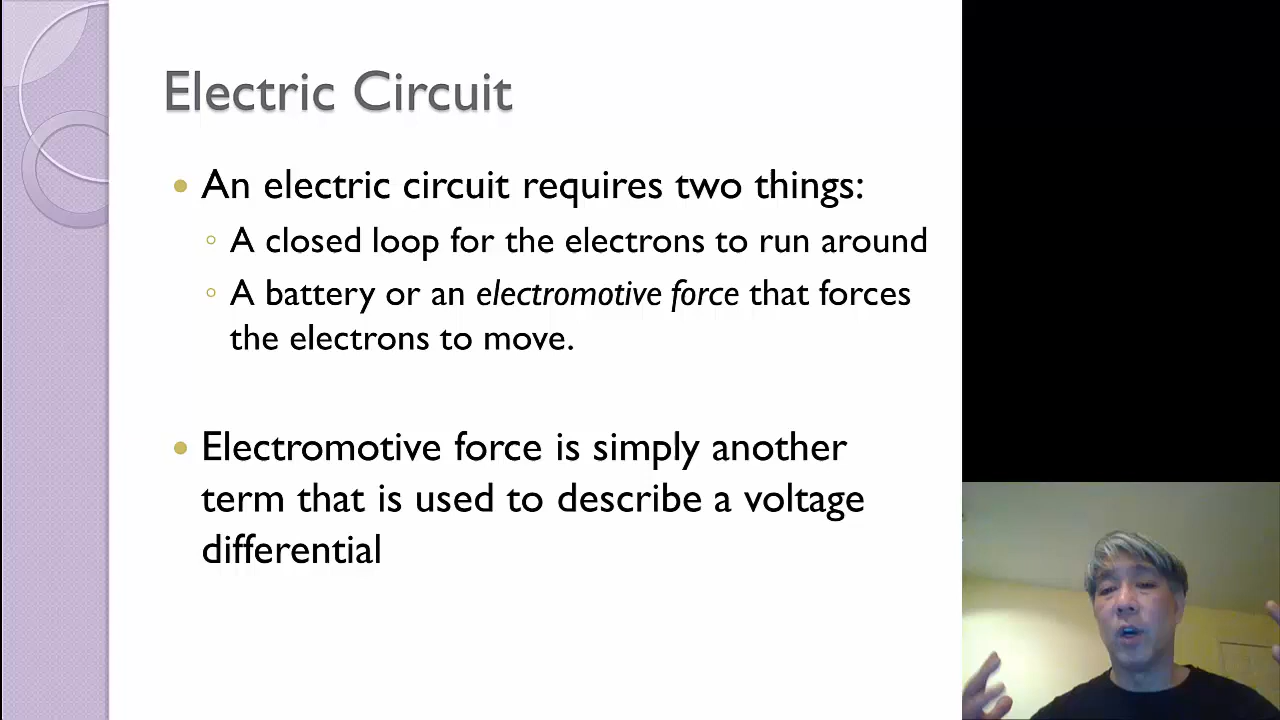 Electric Circuit
An electric circuit requires two things:
A closed loop for the electrons to run around
A battery or an electromotive force that forces
the electrons to move.
Electromotive force is simply another
term that is used to describe a voltage
differential